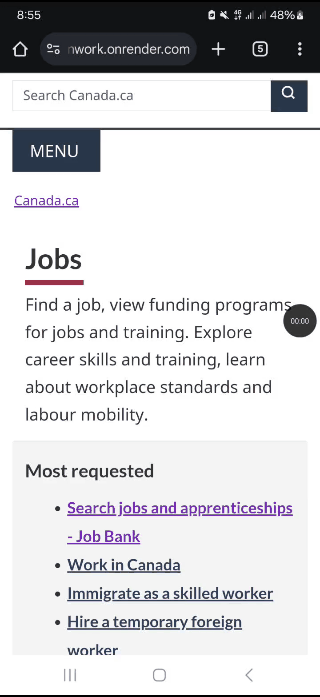 8:55
4G
48%
nwork.onrender.com
5
Search Canada.ca
MENU
Canada.ca
Jobs
Find a job, view funding programs
for jobs and training. Explore
career skills and training, learn
about workplace standards and
labour mobility.
00:00
Most requested
• Search jobs and apprenticeships
- Job Bank
• Work in Canada
• Immigrate as a skilled worker
• Hire a temporary foreign
worker